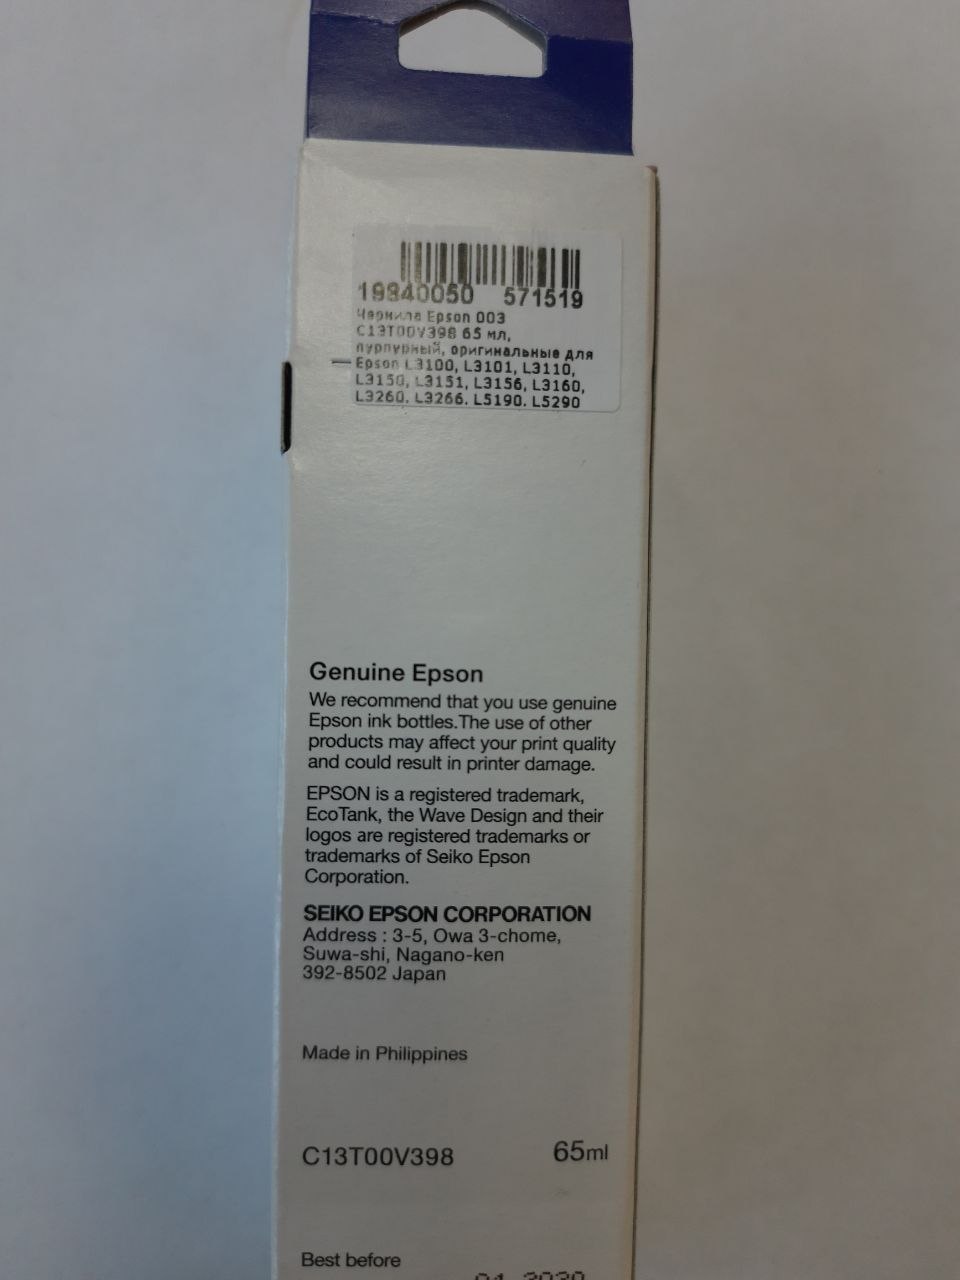 19840050 571519
Чернила Epson 003
C13T00V398 65 мл,
пурпурный, оригинальные для
Epson L3100, L3101, L3110,
L3150, L3151, L3156, L3160,
L3260, L3266, L5190, L5290
Genuine Epson
We recommend that you use genuine
Epson ink bottles.The use of other
products may affect your print quality
and could result in printer damage.
EPSON is a registered trademark,
EcoTank, the Wave Design and their
logos are registered trademarks or
trademarks of Seiko Epson
Corporation.
SEIKO EPSON CORPORATION
Address : 3-5, Owa 3-chome,
Suwa-shi, Nagano-ken
392-8502 Japan
Made in Philippines
C13T00V398 65ml
Best before